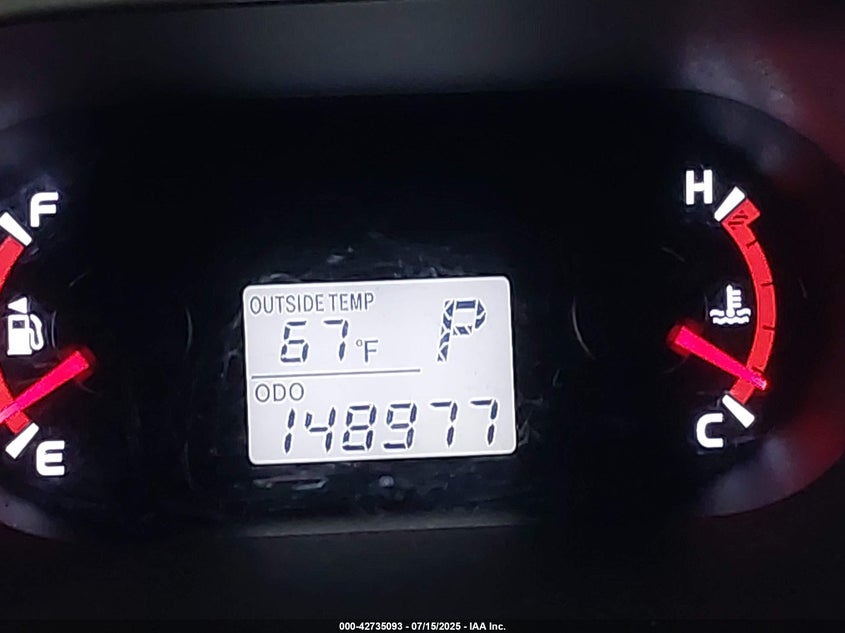 F
H
OUTSIDE TEMP
67°F
P
ODO
148977
E
C
000-42735093 - 07/15/2025 - IAA Inc.